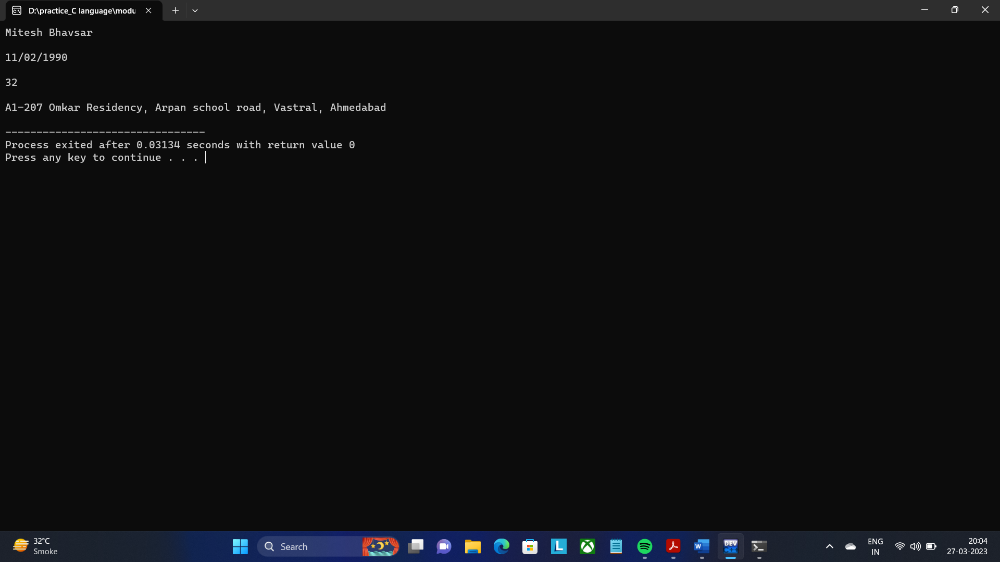 D:\practice_C language\modu
Mitesh Bhavsar
11/02/1990
32
A1-207 Omkar Residency, Arpan school road, Vastral, Ahmedabad
--------------------------------
Process exited after 0.03134 seconds with return value 0
Press any key to continue . . .
32°C
Smoke
Search
L
W
DEV
C++
ENG
IN
20:04
27-03-2023